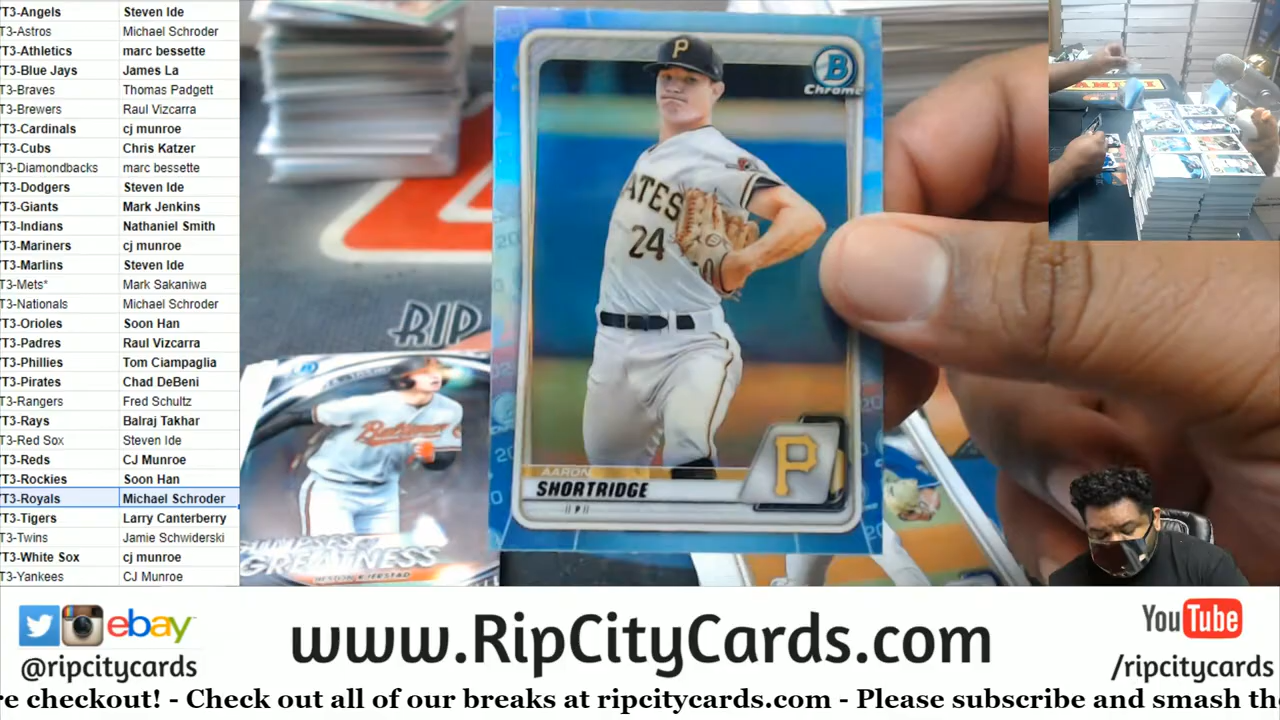 T3-Angels Steven Ide
T3-Astros Michael Schroder
T3-Athletics marc bessette
T3-Blue Jays James La
T3-Braves Thomas Padgett
T3-Brewers Raul Vizcarra
T3-Cardinals cj munroe
T3-Cubs Chris Katzer
T3-Diamondbacks marc bessette
T3-Dodgers Steven Ide
T3-Giants Mark Jenkins
T3-Indians Nathaniel Smith
T3-Mariners cj munroe
T3-Marlins Steven Ide
T3-Mets* Mark Sakaniwa
T3-Nationals Michael Schroder
T3-Orioles Soon Han
T3-Padres Raul Vizcarra
T3-Phillies Tom Ciampaglia
T3-Pirates Chad DeBeni
T3-Rangers Fred Schultz
T3-Rays Balraj Takhar
T3-Red Sox Steven Ide
T3-Reds CJ Munroe
T3-Rockies Soon Han
T3-Royals Michael Schroder
T3-Tigers Larry Canterberry
T3-Twins Jamie Schwiderski
T3-White Sox cj munroe
T3-Yankees CJ Munroe
P
B
Chrome
ATES
24
P
AARON
SHORTRIDGE
P
RIP
Baltimore
GREATNESS
ebay
@ripcitycards
www.RipCityCards.com
YouTube
/ripcitycards
re checkout! - Check out all of our breaks at ripcitycards.com - Please subscribe and smash th